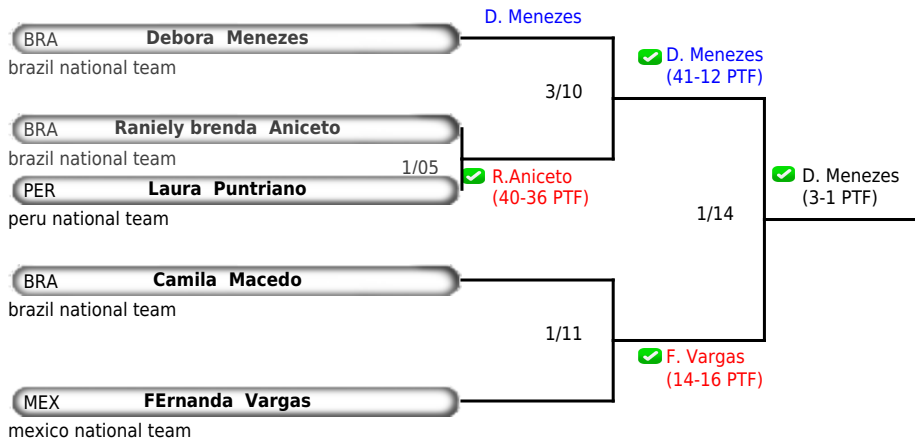 D. Menezes
BRA Debora Menezes
brazil national team
D. Menezes
(41-12 PTF)
3/10
BRA Raniely brenda Aniceto
brazil national team
1/05
R.Aniceto
(40-36 PTF)
PER Laura Puntriano
peru national team
D. Menezes
(3-1 PTF)
1/14
BRA Camila Macedo
brazil national team
1/11
F. Vargas
(14-16 PTF)
MEX FErnanda Vargas
mexico national team